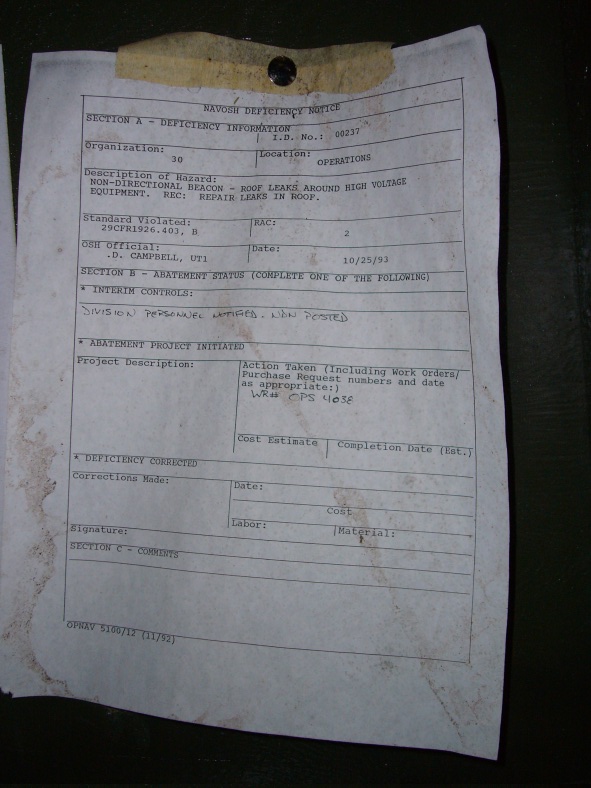 NAVOSH DEFICIENCY NOTICE
SECTION A - DEFICIENCY INFORMATION
I.D. No.: 00237
Organization: 30
Location: OPERATIONS
Description of Hazard:
NON-DIRECTIONAL BEACON - ROOF LEAKS AROUND HIGH VOLTAGE
EQUIPMENT. REC: REPAIR LEAKS IN ROOF.
Standard Violated:
29CFR1926.403, B
RAC:
2
OSH Official:
.D. CAMPBELL, UT1
Date:
10/25/93
SECTION B - ABATEMENT STATUS (COMPLETE ONE OF THE FOLLOWING)
* INTERIM CONTROLS:
DIVISION PERSONNEL NOTIFIED. NDN POSTED
* ABATEMENT PROJECT INITIATED
Project Description:
Action Taken (Including Work Orders/
Purchase Request numbers and date
as appropriate:)
WR# OPS 403E
Cost Estimate
Completion Date (Est.)
* DEFICIENCY CORRECTED
Corrections Made:
Date:
Cost
Labor:
Material:
Signature:
SECTION C - COMMENTS
OPNAV 5100/12 (11/92)